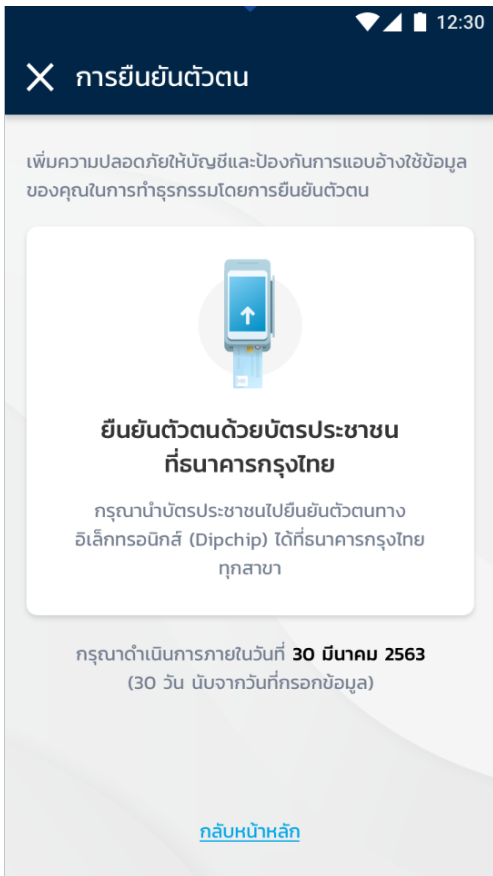 12:30
การยืนยันตัวตน
เพิ่มความปลอดภัยให้บัญชีและป้องกันการแอบอ้างใช้ข้อมูล
ของคุณในการทำธุรกรรมโดยการยืนยันตัวตน
ยืนยันตัวตนด้วยบัตรประชาชน
ที่ธนาคารกรุงไทย
กรุณานำบัตรประชาชนไปยืนยันตัวตนทาง
อิเล็กทรอนิกส์ (Dipchip) ได้ที่ธนาคารกรุงไทย
ทุกสาขา
กรุณาดำเนินการภายในวันที่ 30 มีนาคม 2563
(30 วัน นับจากวันที่กรอกข้อมูล)
กลับหน้าหลัก